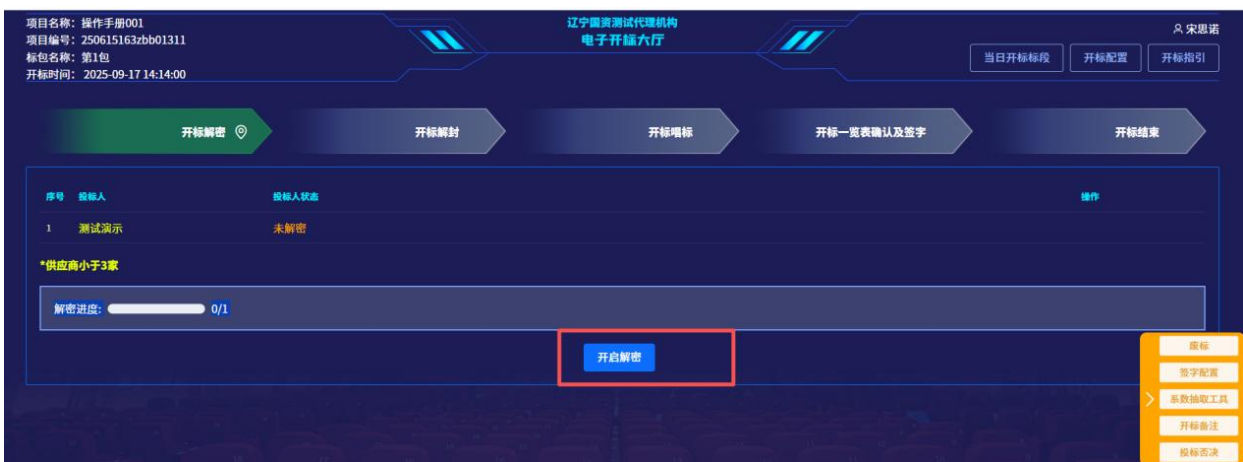 项目名称：操作手册001
项目编号：250615163zbb01311
标包名称：第1包
开标时间：2025-09-17 14:14:00
辽宁国资测试代理机构
电子开标大厅
宋思诺
当日开标标段 开标配置 开标指引
开标解密 开标解封 开标唱标 开标一览表确认及签字 开标结束
序号 投标人 投标人状态 操作
1 测试演示 未解密
*供应商小于3家
解密进度: 0/1
开启解密
废标
签字配置
系数抽取工具
开标备注
投标否决